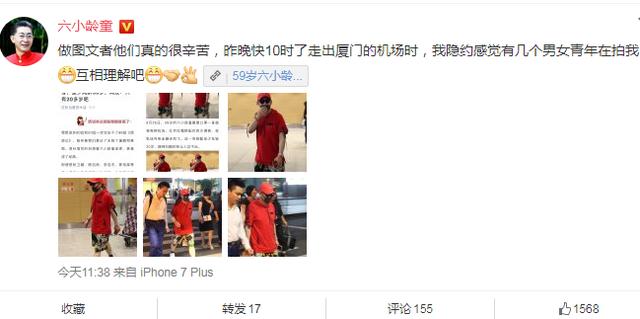 六小龄童
做图文者他们真的很辛苦，昨晚快10时了走出厦门的机场时，我隐约感觉有几个男女青年在拍我
互相理解吧
59岁六小龄...
今天11:38 来自 iPhone 7 Plus
收藏
转发 17
评论 155
1568